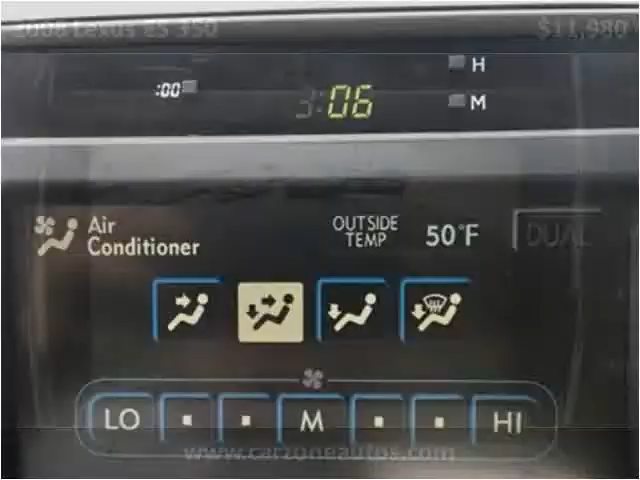 2008 Lexus ES 350 $11,980
H
:00
3:06
M
Air
Conditioner
OUTSIDE
TEMP
50°F
DUAL
LO M HI
www.carzoneautos.com